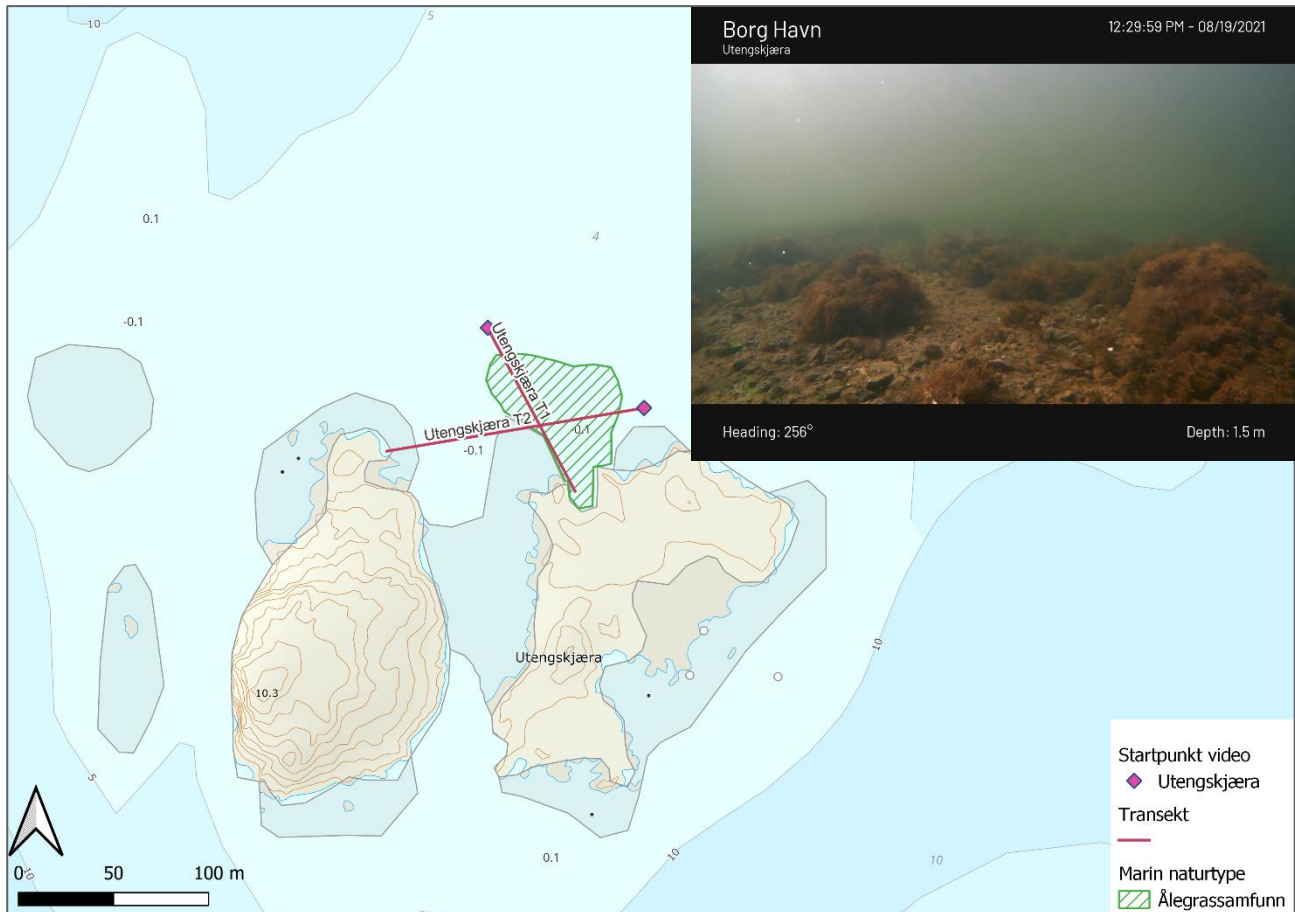 10
5
Borg Havn
Utengskjæra
12:29:59 PM - 08/19/2021
0.1
4
-0.1
Utengskjæra T1
Utengskjæra T2
-0.1
-0.1
Heading: 256°
Depth: 1.5 m
10
Utengskjæra
10.3
5
10
0.1
10
10
0 50 100 m
Startpunkt video
Utengskjæra
Transekt
Marin naturtype
Ålegrassamfunn